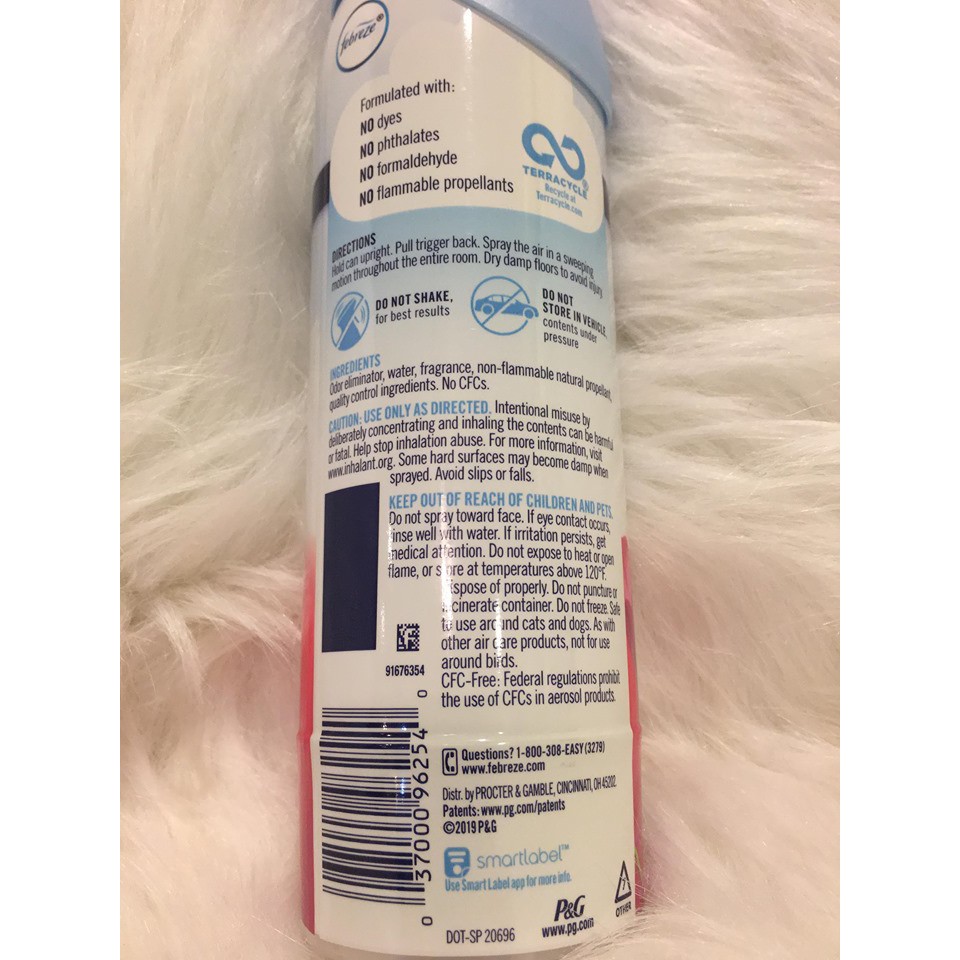 febreze®
Formulated with:
NO dyes
NO phthalates
NO formaldehyde
NO flammable propellants
TERRACYCLE®
Recycle at
Terracycle.com
DIRECTIONS
Hold can upright. Pull trigger back. Spray the air in a sweeping
motion throughout the entire room. Dry damp floors to avoid injury
DO NOT SHAKE,
for best results
DO NOT
STORE IN VEHICLE
contents under
pressure
INGREDIENTS
Odor eliminator, water, fragrance, non-flammable natural propellant,
quality control ingredients. No CFCs.
CAUTION: USE ONLY AS DIRECTED. Intentional misuse by
deliberately concentrating and inhaling the contents can be harmful
or fatal. Help stop inhalation abuse. For more information, visit
www.inhalant.org. Some hard surfaces may become damp when
sprayed. Avoid slips or falls.
KEEP OUT OF REACH OF CHILDREN AND PETS.
Do not spray toward face. If eye contact occurs,
rinse well with water. If irritation persists, get
medical attention. Do not expose to heat or open
flame, or store at temperatures above 120°F.
Dispose of properly. Do not puncture or
incinerate container. Do not freeze. Safe
to use around cats and dogs. As with
other air care products, not for use
around birds.
CFC-Free: Federal regulations prohibit
the use of CFCs in aerosol products.
91676354
0 37000 96254 0
Questions? 1-800-308-EASY (3279)
www.febreze.com
Distr. by PROCTER & GAMBLE, CINCINNATI, OH 45202.
Patents: www.pg.com/patents
©2019 P&G
smartlabel™
Use Smart Label app for more info.
P&G
www.pg.com
DOT-SP 20696
7
OTHER